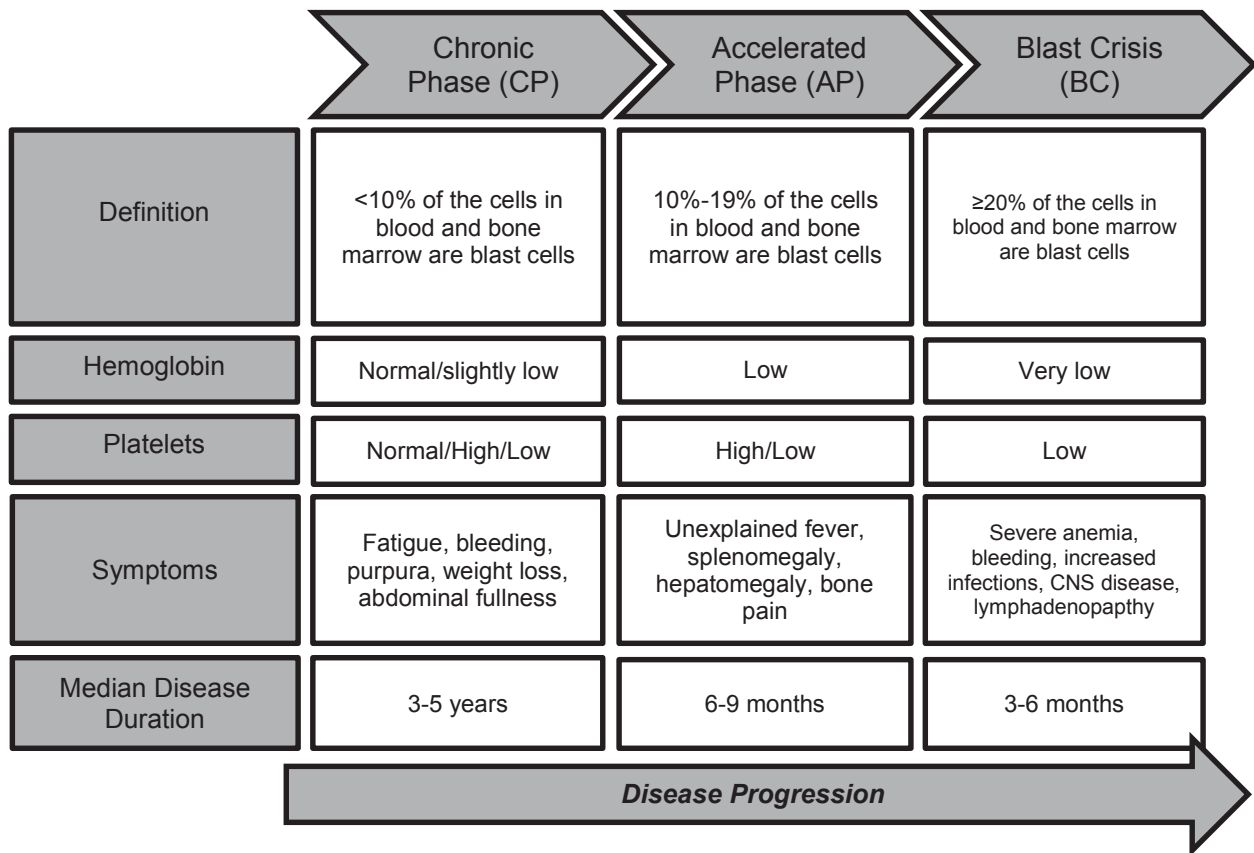 Chronic
Phase (CP)
Accelerated
Phase (AP)
Blast Crisis
(BC)
Definition
<10% of the cells in
blood and bone
marrow are blast cells
10%-19% of the cells
in blood and bone
marrow are blast cells
≥20% of the cells in
blood and bone marrow
are blast cells
Hemoglobin
Normal/slightly low
Low
Very low
Platelets
Normal/High/Low
High/Low
Low
Symptoms
Fatigue, bleeding,
purpura, weight loss,
abdominal fullness
Unexplained fever,
splenomegaly,
hepatomegaly, bone
pain
Severe anemia,
bleeding, increased
infections, CNS disease,
lymphadenopapthy
Median Disease
Duration
3-5 years
6-9 months
3-6 months
Disease Progression